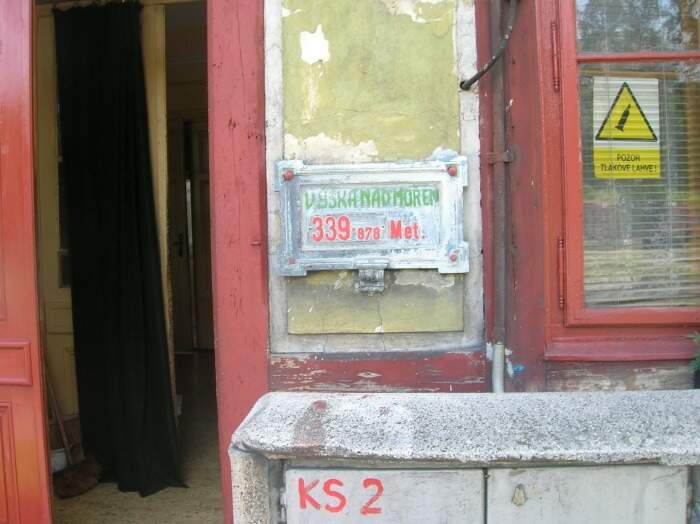 VÝŠKA NAD MOŘEM
339 878 Met.
POZOR
TLAKOVÉ LAHVE!
KS 2